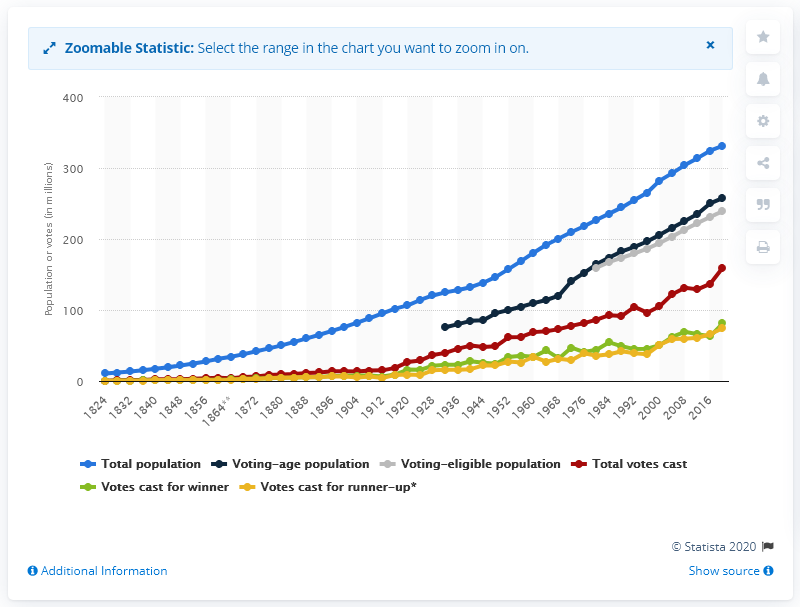 Zoomable Statistic: Select the range in the chart you want to zoom in on.
Population or votes (in millions)
400
300
200
100
0
1824 1832 1840 1848 1856 1864** 1872 1880 1888 1896 1904 1912 1920 1928 1936 1944 1952 1960 1968 1976 1984 1992 2000 2008 2016
Total population Voting-age population Voting-eligible population Total votes cast
Votes cast for winner Votes cast for runner-up*
© Statista 2020
Additional Information Show source